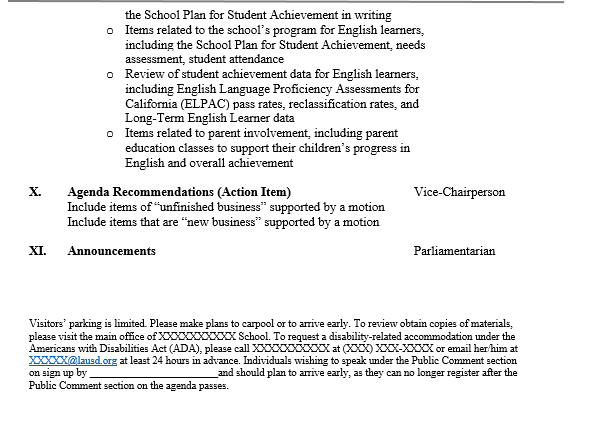 the School Plan for Student Achievement in writing
o Items related to the school's program for English learners,
including the School Plan for Student Achievement, needs
assessment, student attendance
o Review of student achievement data for English learners,
including English Language Proficiency Assessments for
California (ELPAC) pass rates, reclassification rates, and
Long-Term English Learner data
o Items related to parent involvement, including parent
education classes to support their children's progress in
English and overall achievement
X. Agenda Recommendations (Action Item) Vice-Chairperson
Include items of “unfinished business” supported by a motion
Include items that are “new business” supported by a motion
XI. Announcements Parliamentarian
Visitors' parking is limited. Please make plans to carpool or to arrive early. To review obtain copies of materials,
please visit the main office of XXXXXXXXXX School. To request a disability-related accommodation under the
Americans with Disabilities Act (ADA), please call XXXXXXXXXX at (XXX) XXX-XXXX or email her/him at
XXXXX@lausd.org at least 24 hours in advance. Individuals wishing to speak under the Public Comment section
on sign up by ______________________and should plan to arrive early, as they can no longer register after the
Public Comment section on the agenda passes.